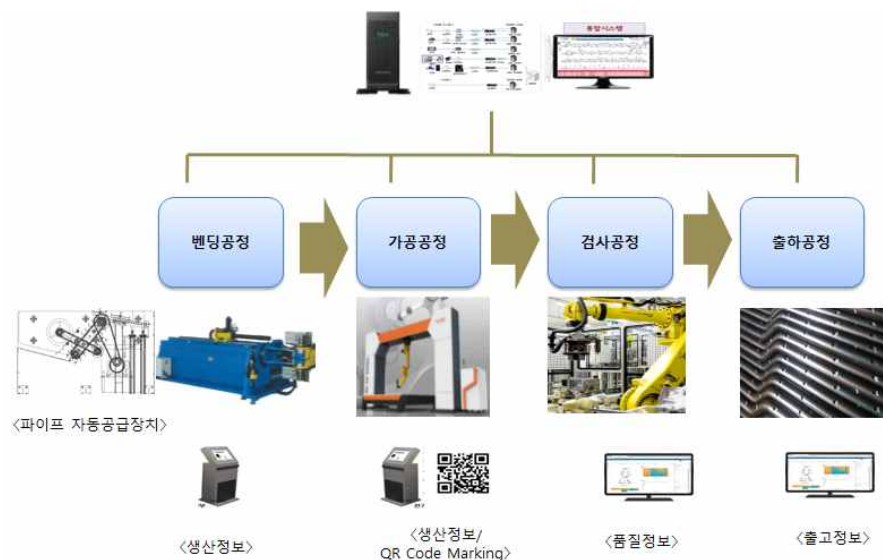 통합시스템
벤딩공정
가공공정
검사공정
출하공정
<파이프 자동공급장치>
<생산정보>
<생산정보/
QR Code Marking>
<품질정보>
<출고정보>